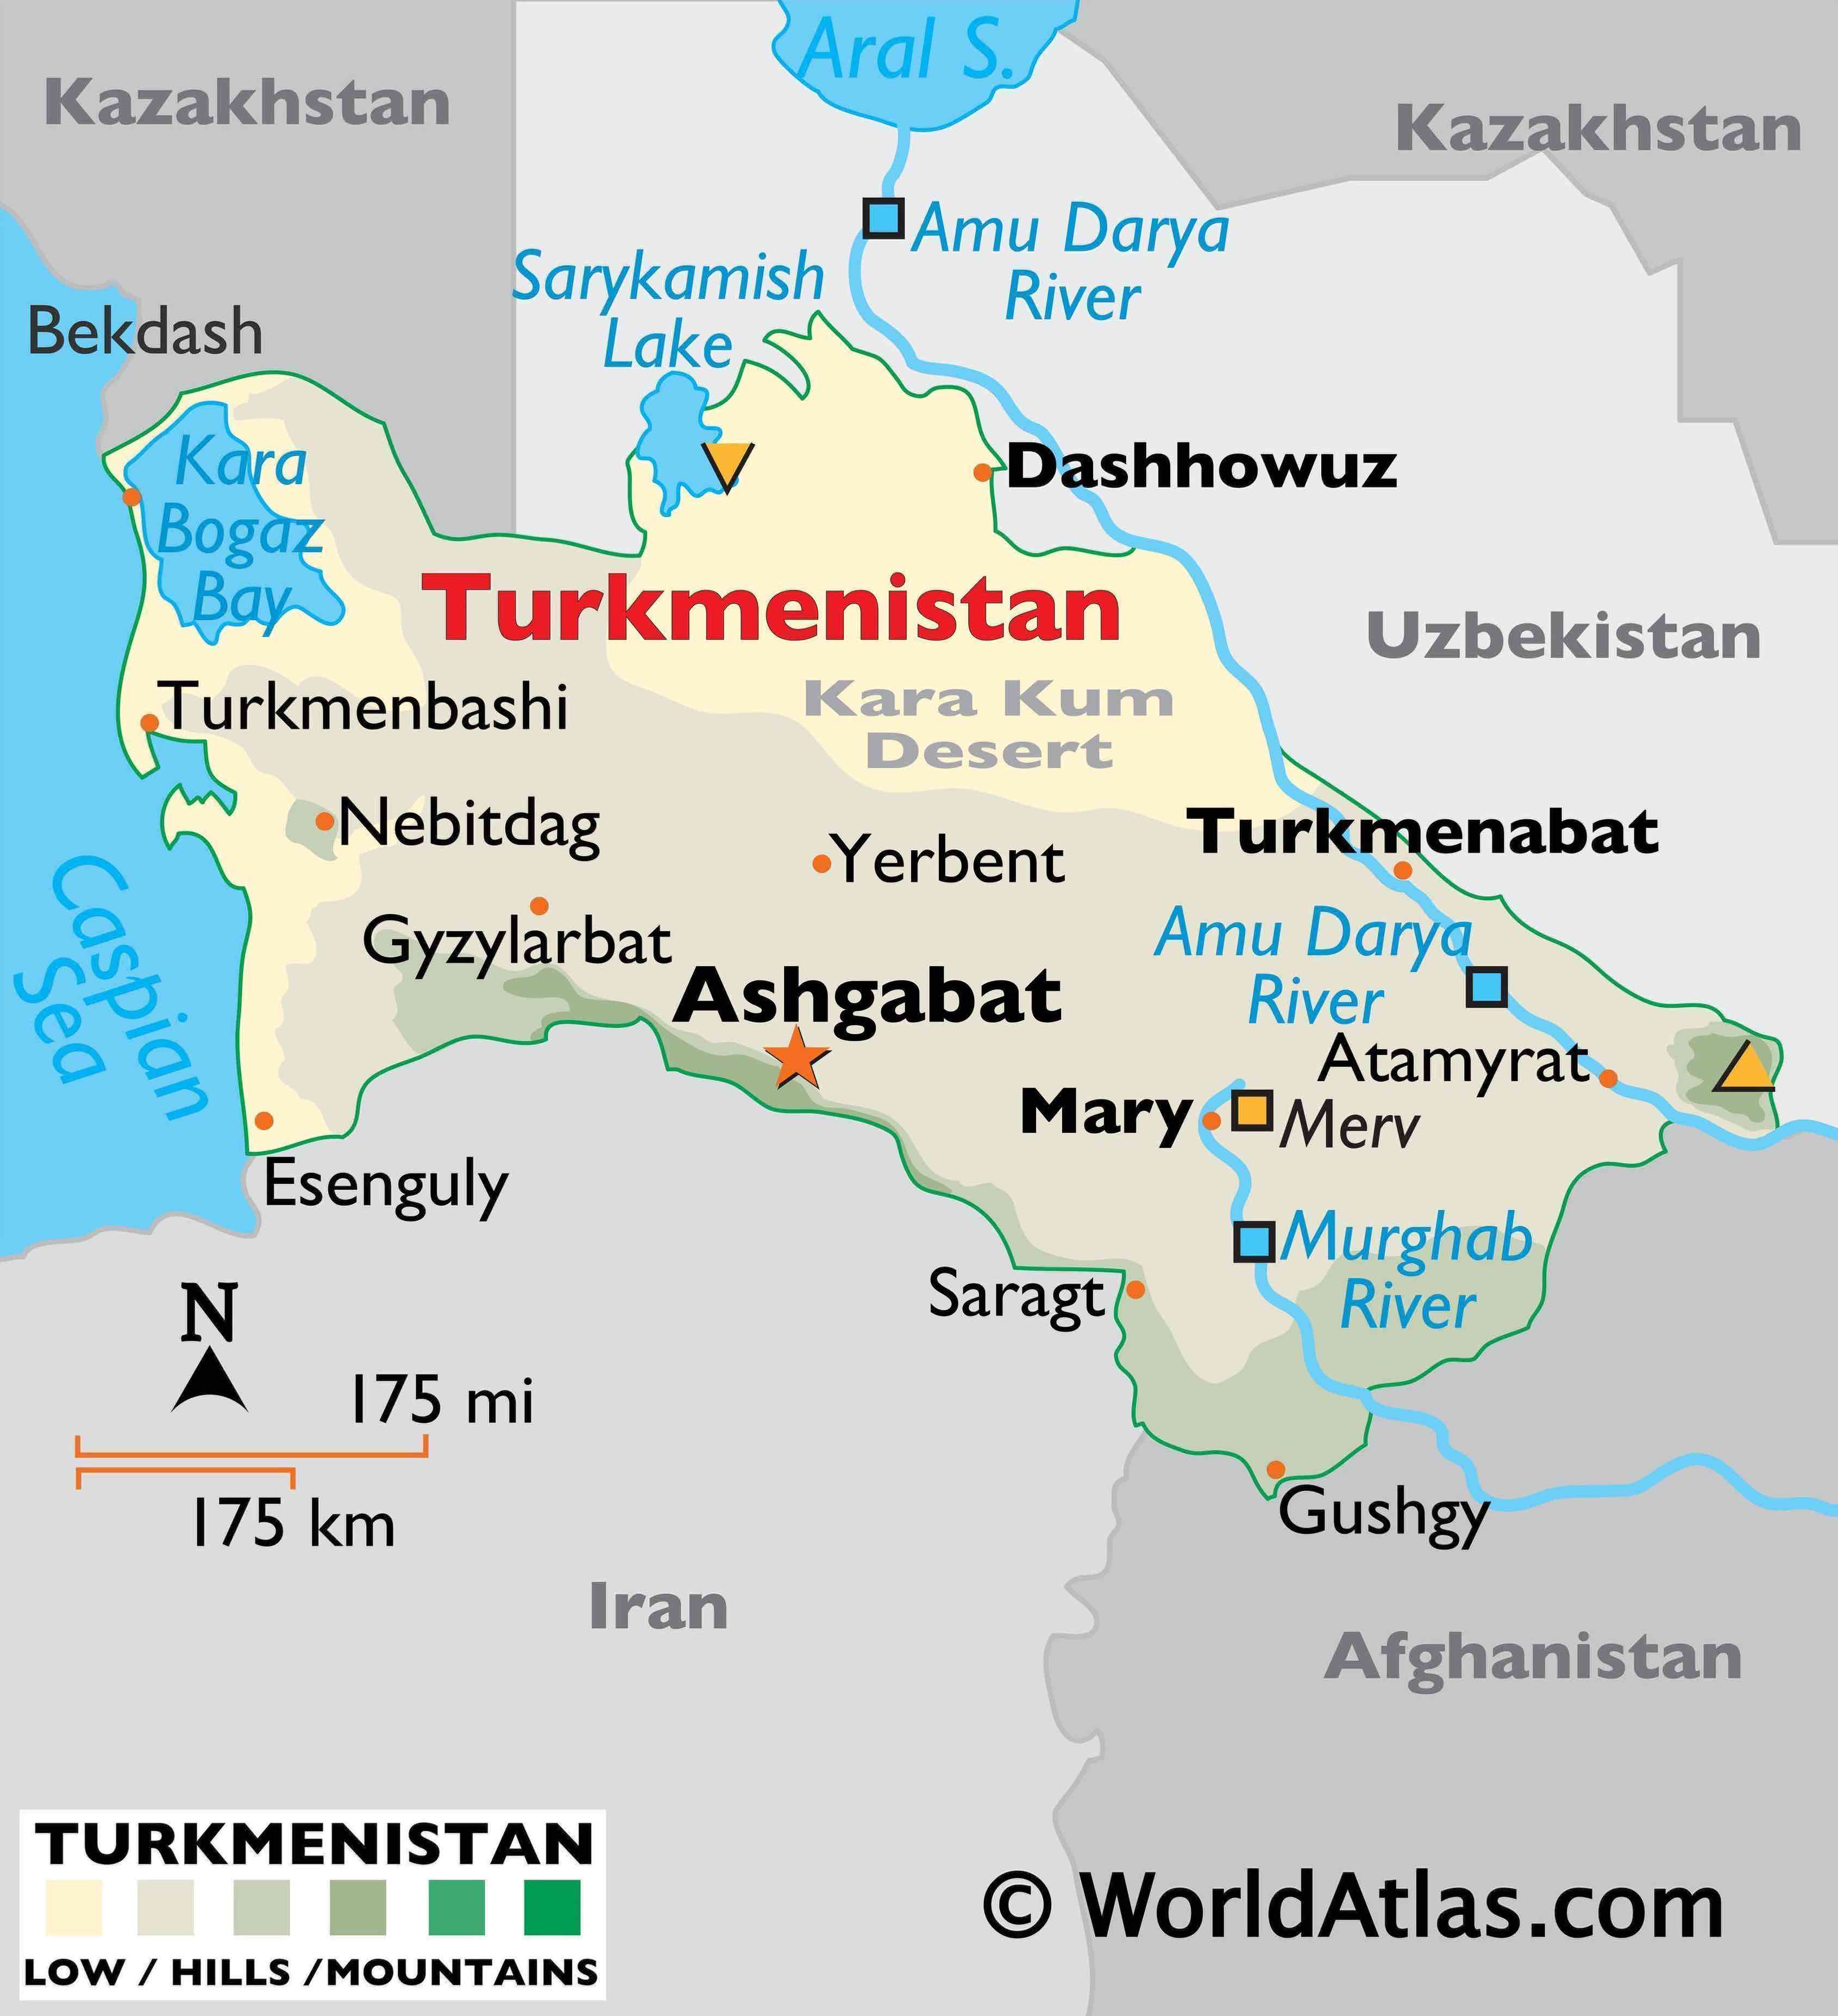 Aral S.
Kazakhstan
Kazakhstan
Amu Darya
River
Sarykamish
Lake
Bekdash
Kara
Bogaz
Bay
Dashhowuz
Turkmenistan
Uzbekistan
Kara Kum
Desert
Turkmenbashi
Nebitdag
Yerbent
Turkmenabat
Caspian
Sea
Gyzylarbat
Amu Darya
River
Ashgabat
Atamyrat
Mary
Merv
Esenguly
Murghab
River
Saragt
N
175 mi
175 km
Gushgy
Iran
Afghanistan
TURKMENISTAN
LOW / HILLS /MOUNTAINS
© WorldAtlas.com